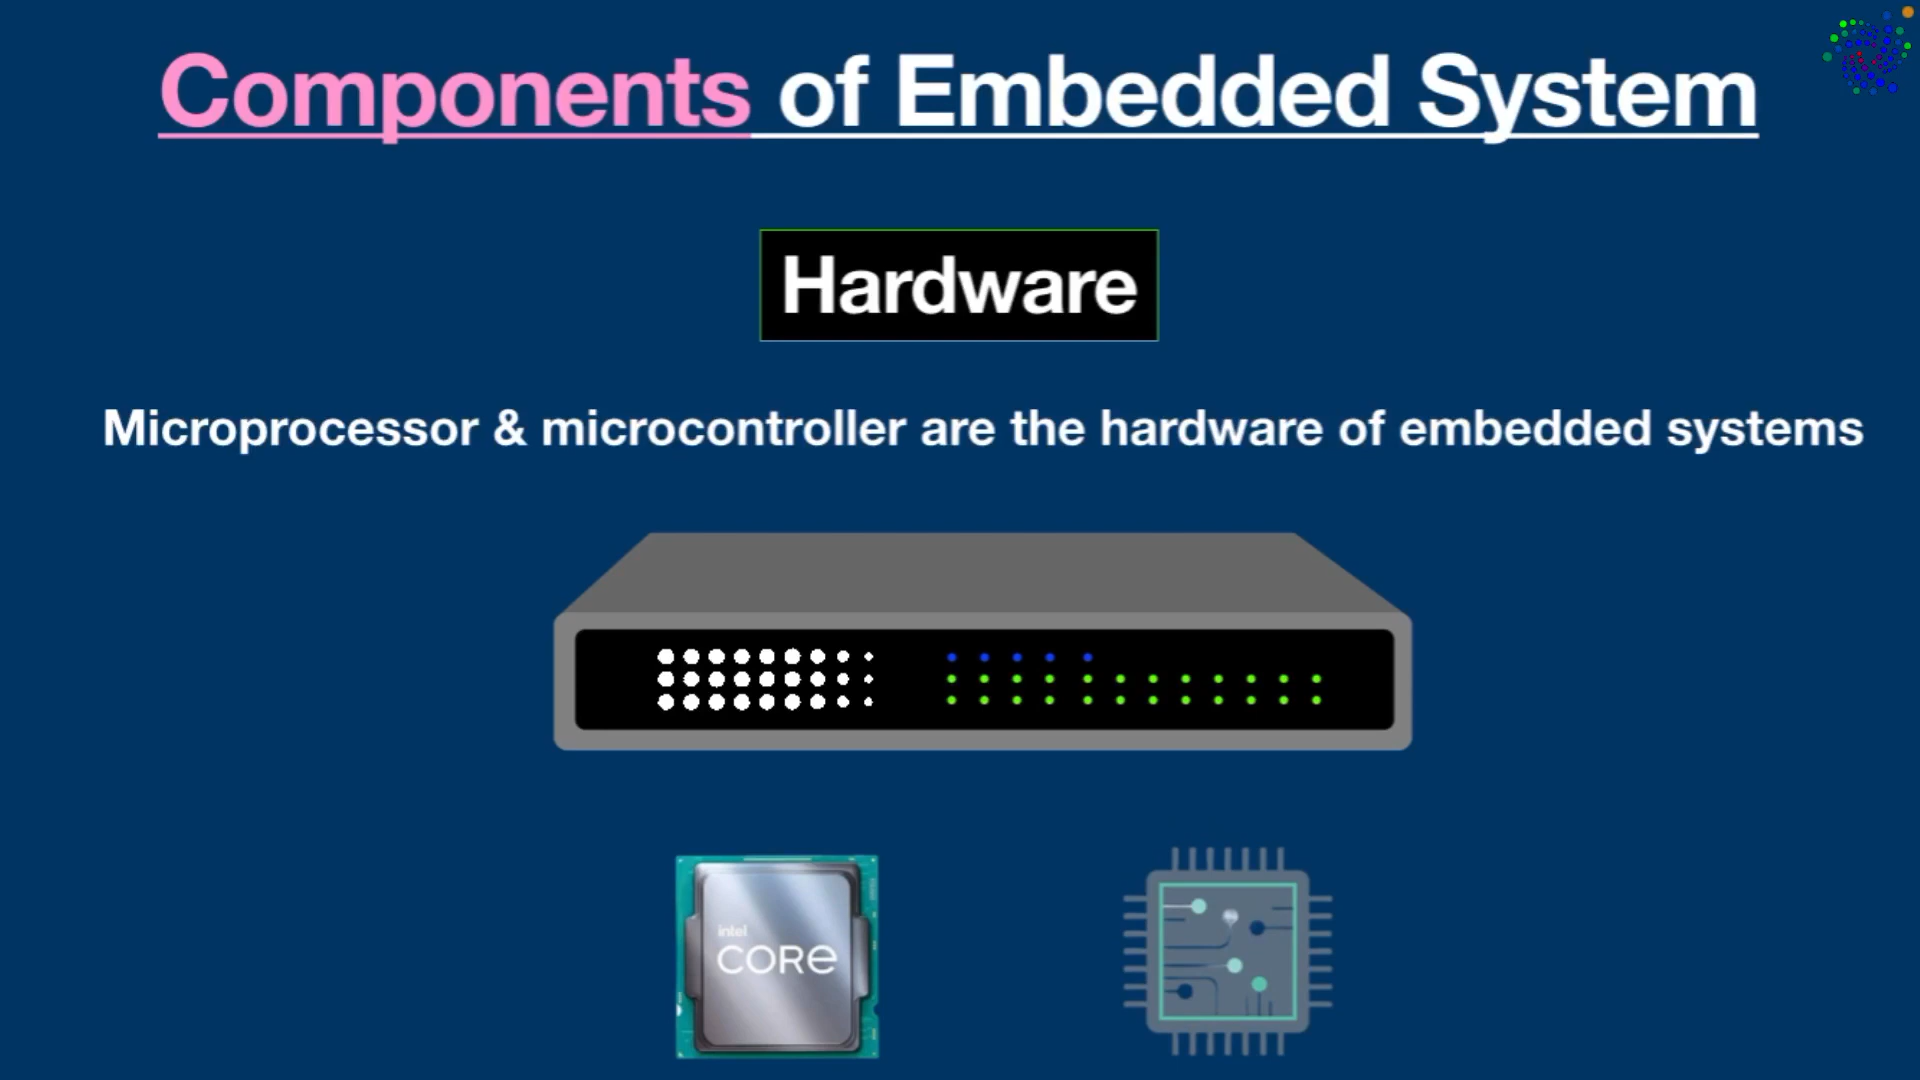 Components of Embedded System
Hardware
Microprocessor & microcontroller are the hardware of embedded systems
intel
CORe